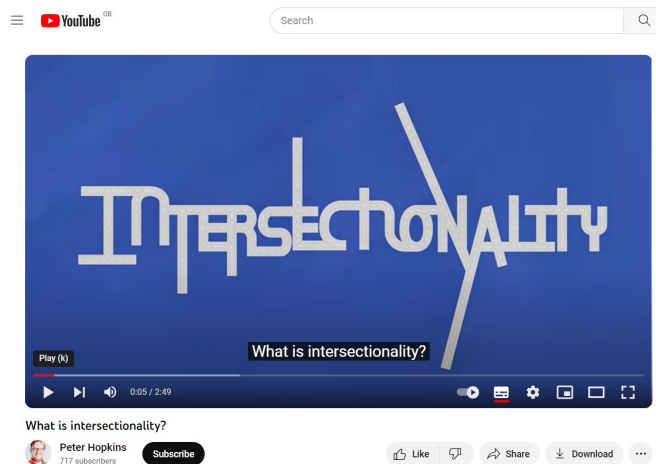 YouTube GB
Search
INTERSECTIONALITY
What is intersectionality?
Play (k)
0:05 / 2:49
What is intersectionality?
Peter Hopkins
717 subscribers
Subscribe
Like
Share
Download